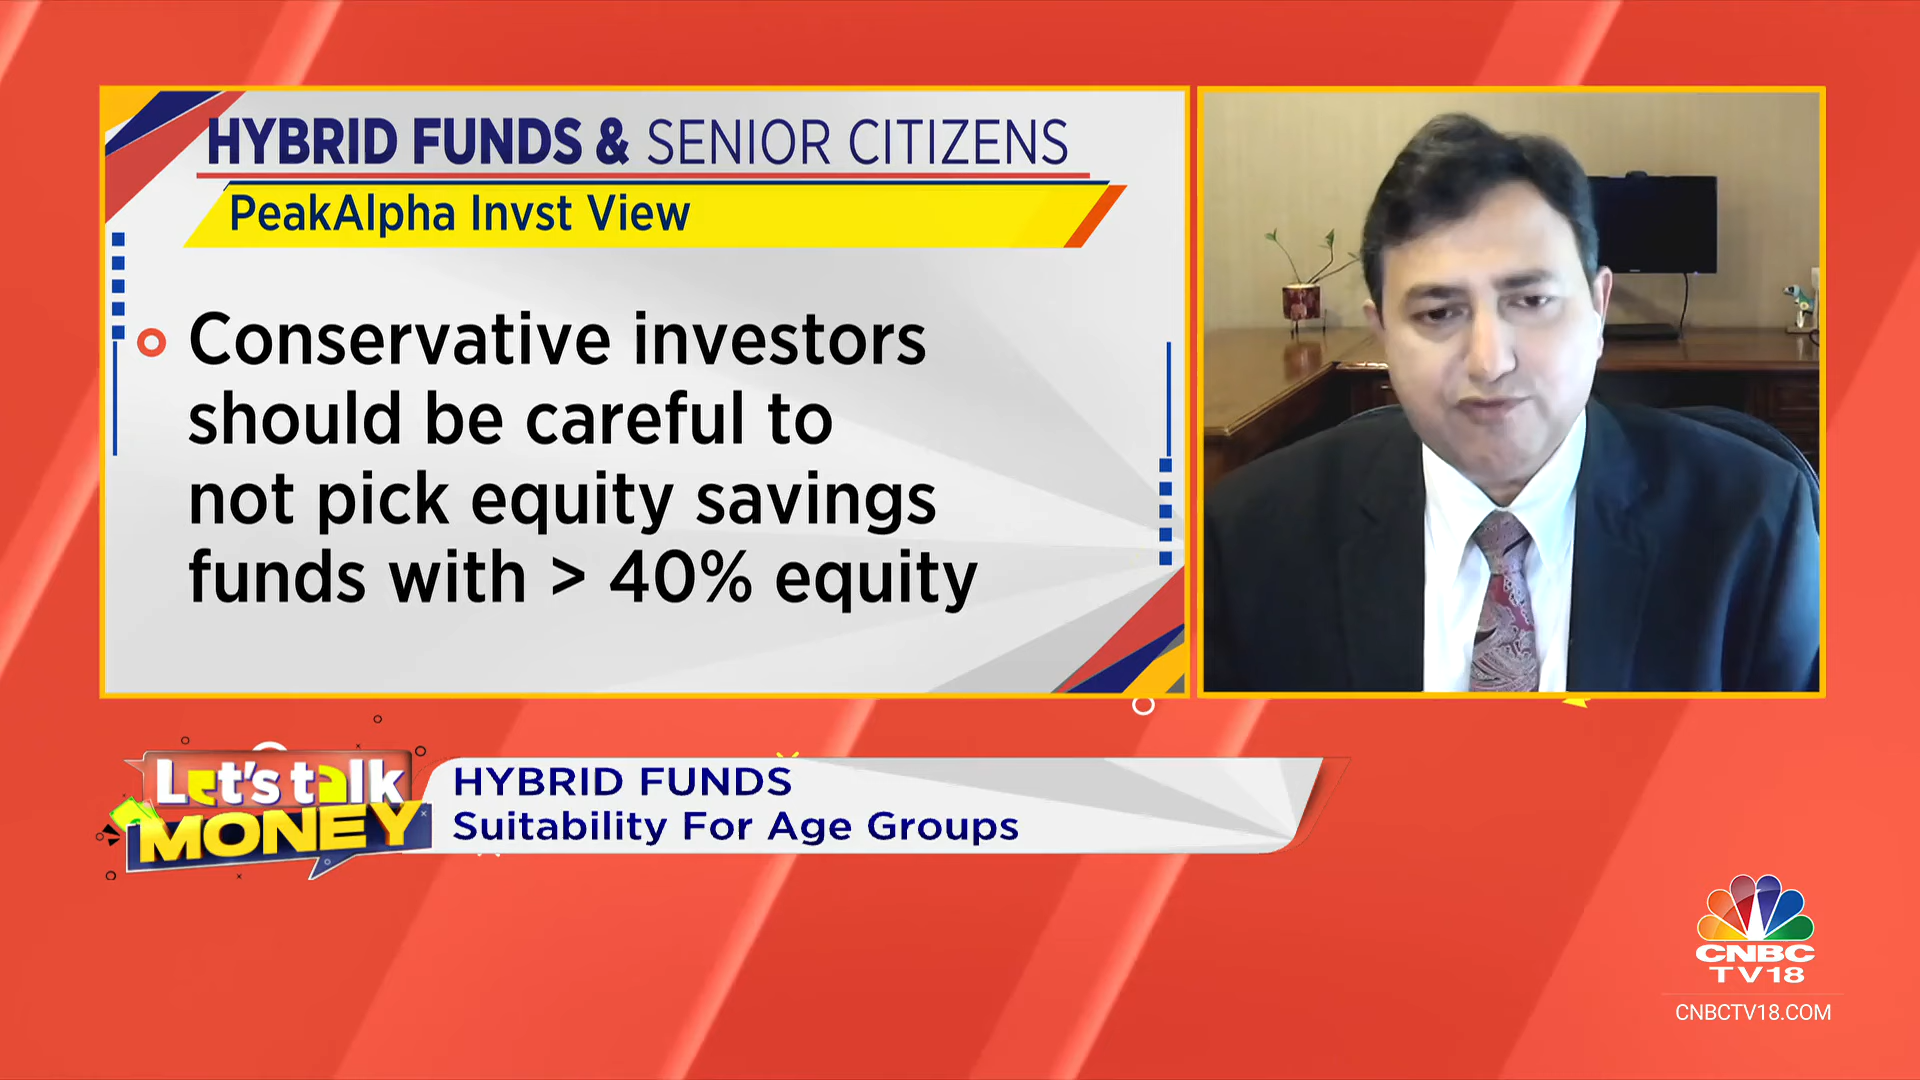 HYBRID FUNDS & SENIOR CITIZENS
PeakAlpha Invst View
Conservative investors
should be careful to
not pick equity savings
funds with > 40% equity
Let's talk
MONEY
HYBRID FUNDS
Suitability For Age Groups
CNBC
TV18
CNBCTV18.COM